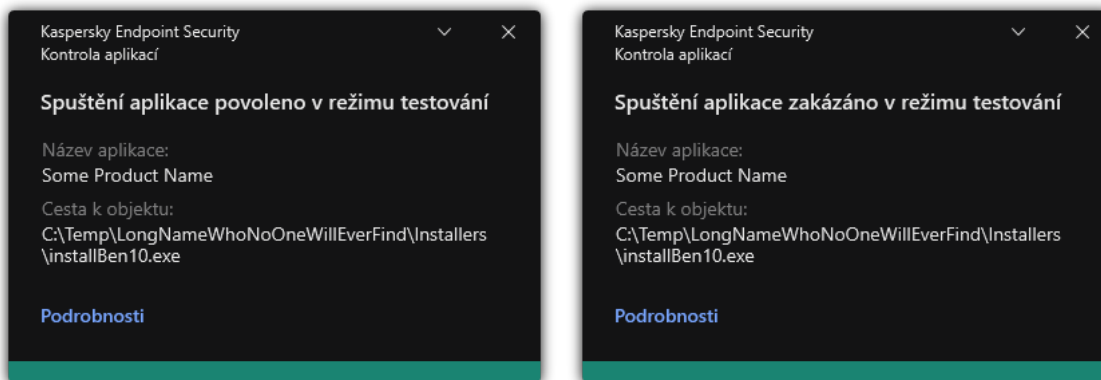 Kaspersky Endpoint Security
Kontrola aplikací
Spuštění aplikace povoleno v režimu testování
Název aplikace:
Some Product Name
Cesta k objektu:
C:\Temp\LongNameWhoNoOneWillEverFind\Installers
\installBen10.exe
Podrobnosti
Kaspersky Endpoint Security
Kontrola aplikací
Spuštění aplikace zakázáno v režimu testování
Název aplikace:
Some Product Name
Cesta k objektu:
C:\Temp\LongNameWhoNoOneWillEverFind\Installers
\installBen10.exe
Podrobnosti